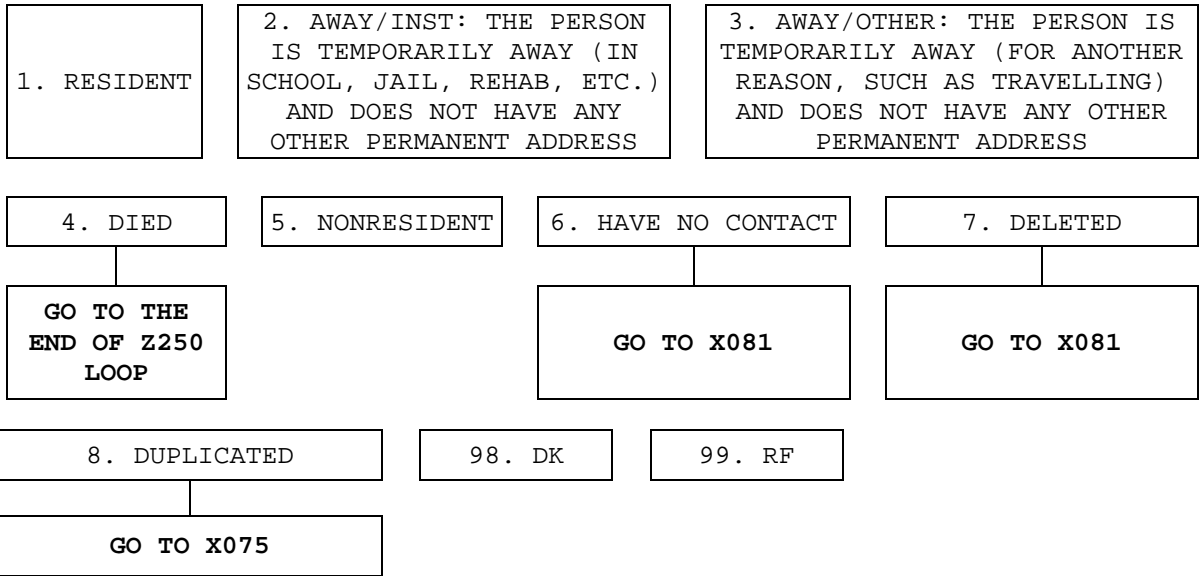 1. RESIDENT
2. AWAY/INST: THE PERSON
IS TEMPORARILY AWAY (IN
SCHOOL, JAIL, REHAB, ETC.)
AND DOES NOT HAVE ANY
OTHER PERMANENT ADDRESS
3. AWAY/OTHER: THE PERSON IS
TEMPORARILY AWAY (FOR ANOTHER
REASON, SUCH AS TRAVELLING)
AND DOES NOT HAVE ANY OTHER
PERMANENT ADDRESS
4. DIED
GO TO THE
END OF Z250
LOOP
5. NONRESIDENT
6. HAVE NO CONTACT
GO TO X081
7. DELETED
GO TO X081
8. DUPLICATED
GO TO X075
98. DK
99. RF